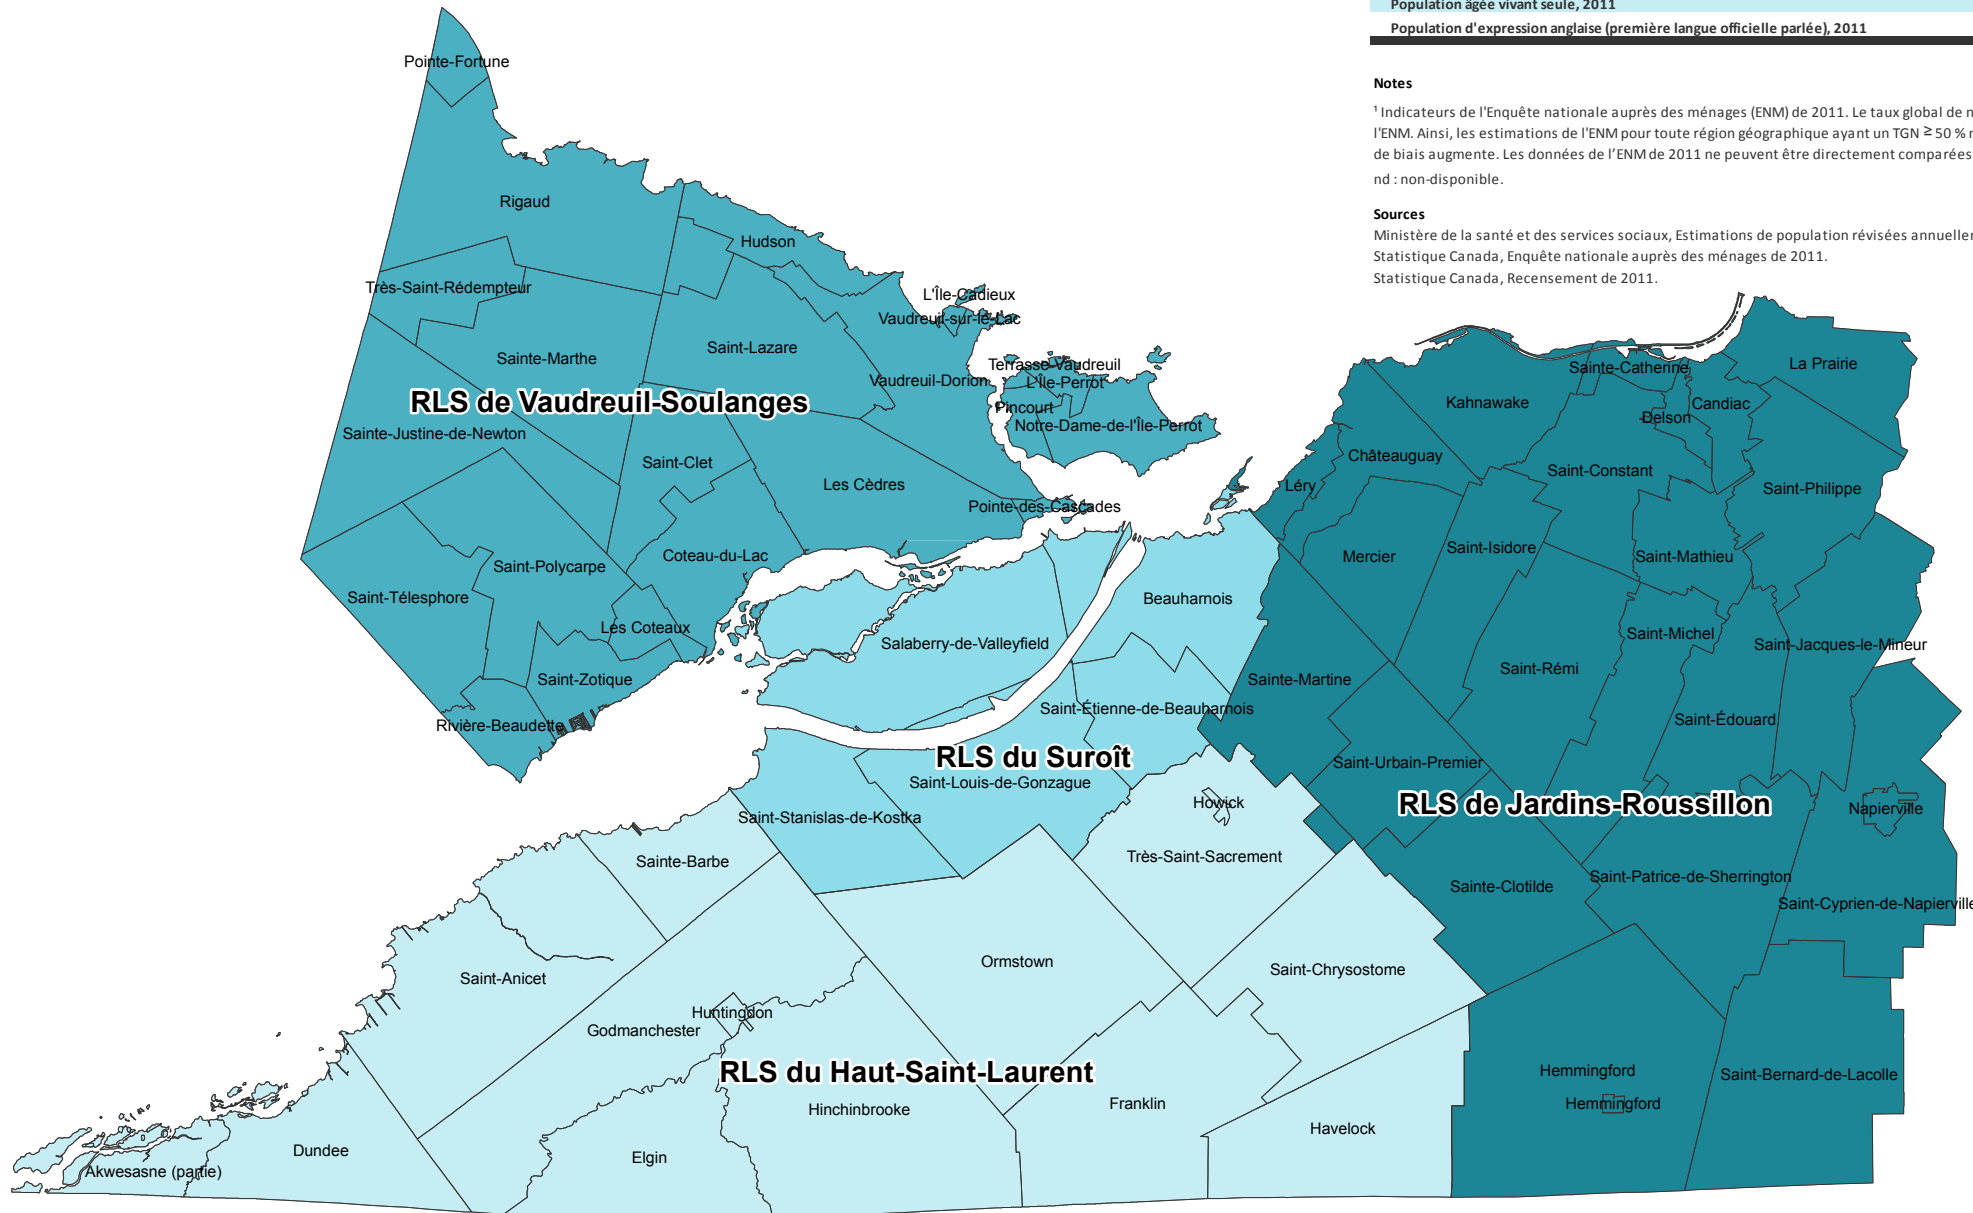 Population âgée vivant seule, 2011
Population d'expression anglaise (première langue officielle parlée), 2011
Notes
¹ Indicateurs de l'Enquête nationale auprès des ménages (ENM) de 2011. Le taux global de n
l'ENM. Ainsi, les estimations de l'ENM pour toute région géographique ayant un TGN ≥ 50 % n
de biais augmente. Les données de l'ENM de 2011 ne peuvent être directement comparées
nd : non-disponible.
Sources
Ministère de la santé et des services sociaux, Estimations de population révisées annuelle
Statistique Canada, Enquête nationale auprès des ménages de 2011.
Statistique Canada, Recensement de 2011.
Pointe-Fortune
Rigaud
Hudson
Très-Saint-Rédempteur
L'Île-Cadieux
Vaudreuil-sur-le-Lac
Sainte-Marthe
Saint-Lazare
Terrasse-Vaudreuil
Vaudreuil-Dorion
L'Île-Perrot
RLS de Vaudreuil-Soulanges
Pincourt
Notre-Dame-de-l'Île-Perrot
Sainte-Justine-de-Newton
Saint-Clet
Les Cèdres
Pointe-des-Cascades
Saint-Polycarpe
Coteau-du-Lac
Saint-Télesphore
Les Coteaux
Saint-Zotique
Rivière-Beaudette
La Prairie
Sainte-Catherine
Kahnawake
Candiac
Delson
Châteauguay
Saint-Constant
Léry
Saint-Philippe
Mercier
Saint-Isidore
Saint-Mathieu
Beauharnois
Salaberry-de-Valleyfield
Saint-Michel
Saint-Jacques-le-Mineur
Saint-Rémi
Sainte-Martine
Saint-Étienne-de-Beauharnois
Saint-Édouard
RLS du Suroît
Saint-Urbain-Premier
Saint-Louis-de-Gonzague
Howick
RLS de Jardins-Roussillon
Napierville
Saint-Stanislas-de-Kostka
Sainte-Barbe
Très-Saint-Sacrement
Sainte-Clotilde
Saint-Patrice-de-Sherrington
Saint-Cyprien-de-Napierville
Ormstown
Saint-Chrysostome
Saint-Anicet
Huntingdon
Godmanchester
RLS du Haut-Saint-Laurent
Hemmingford
Saint-Bernard-de-Lacolle
Hinchinbrooke
Franklin
Hemmingford
Havelock
Dundee
Elgin
Akwesasne (partie)